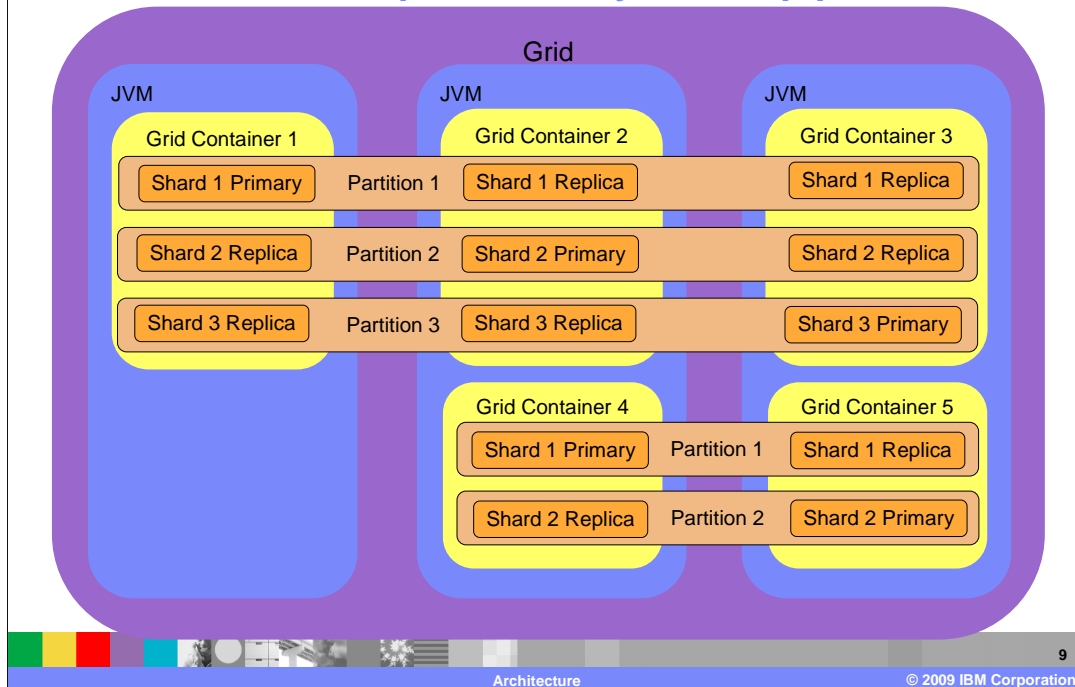 Grid
JVM JVM JVM
Grid Container 1 Grid Container 2 Grid Container 3
Shard 1 Primary Partition 1 Shard 1 Replica Shard 1 Replica
Shard 2 Replica Partition 2 Shard 2 Primary Shard 2 Replica
Shard 3 Replica Partition 3 Shard 3 Replica Shard 3 Primary
Grid Container 4 Grid Container 5
Shard 1 Primary Partition 1 Shard 1 Replica
Shard 2 Replica Partition 2 Shard 2 Primary
9
Architecture © 2009 IBM Corporation